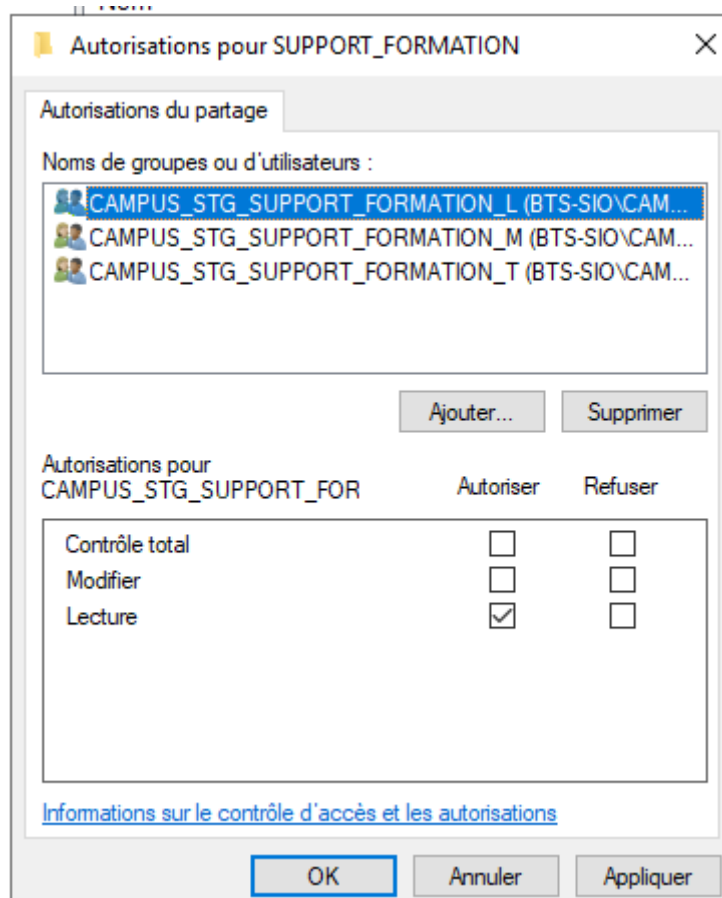 Autorisations pour SUPPORT_FORMATION
Autorisations du partage
Noms de groupes ou d'utilisateurs :
CAMPUS_STG_SUPPORT_FORMATION_L (BTS-SIO\CAM...
CAMPUS_STG_SUPPORT_FORMATION_M (BTS-SIO\CAM...
CAMPUS_STG_SUPPORT_FORMATION_T (BTS-SIO\CAM...
Ajouter... Supprimer
Autorisations pour
CAMPUS_STG_SUPPORT_FOR Autoriser Refuser
Contrôle total
Modifier
Lecture
Informations sur le contrôle d'accès et les autorisations
OK Annuler Appliquer